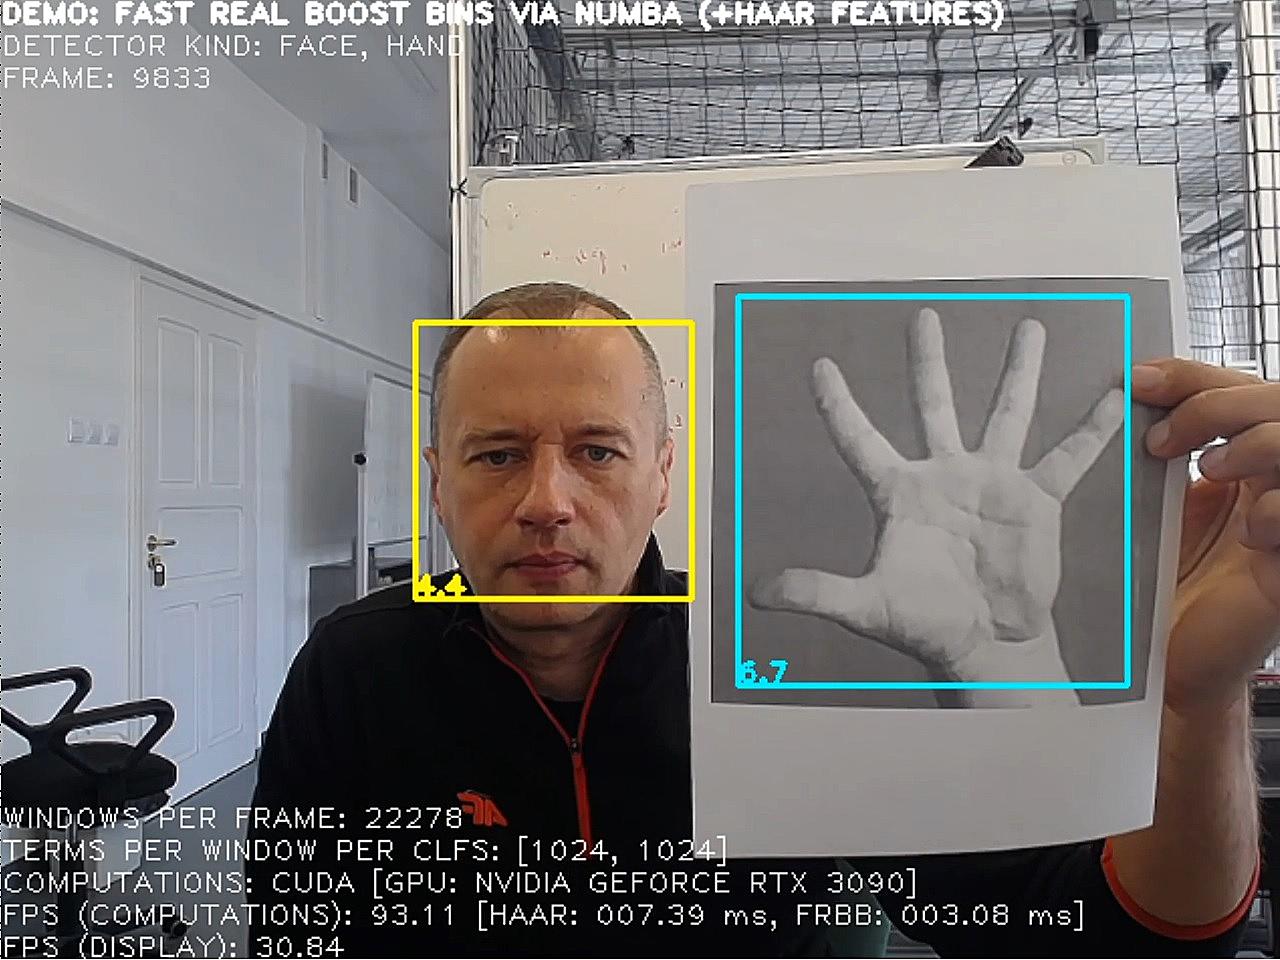 DEMO: FAST REAL BOOST BINS VIA NUMBA (+HAAR FEATURES)
DETECTOR KIND: FACE, HAND
FRAME: 9833
4.4
6.7
WINDOWS PER FRAME: 22278
TERMS PER WINDOW PER CLFS: [1024, 1024]
COMPUTATIONS: CUDA [GPU: NVIDIA GEFORCE RTX 3090]
FPS (COMPUTATIONS): 93.11 [HAAR: 007.39 ms, FRBB: 003.08 ms]
FPS (DISPLAY): 30.84